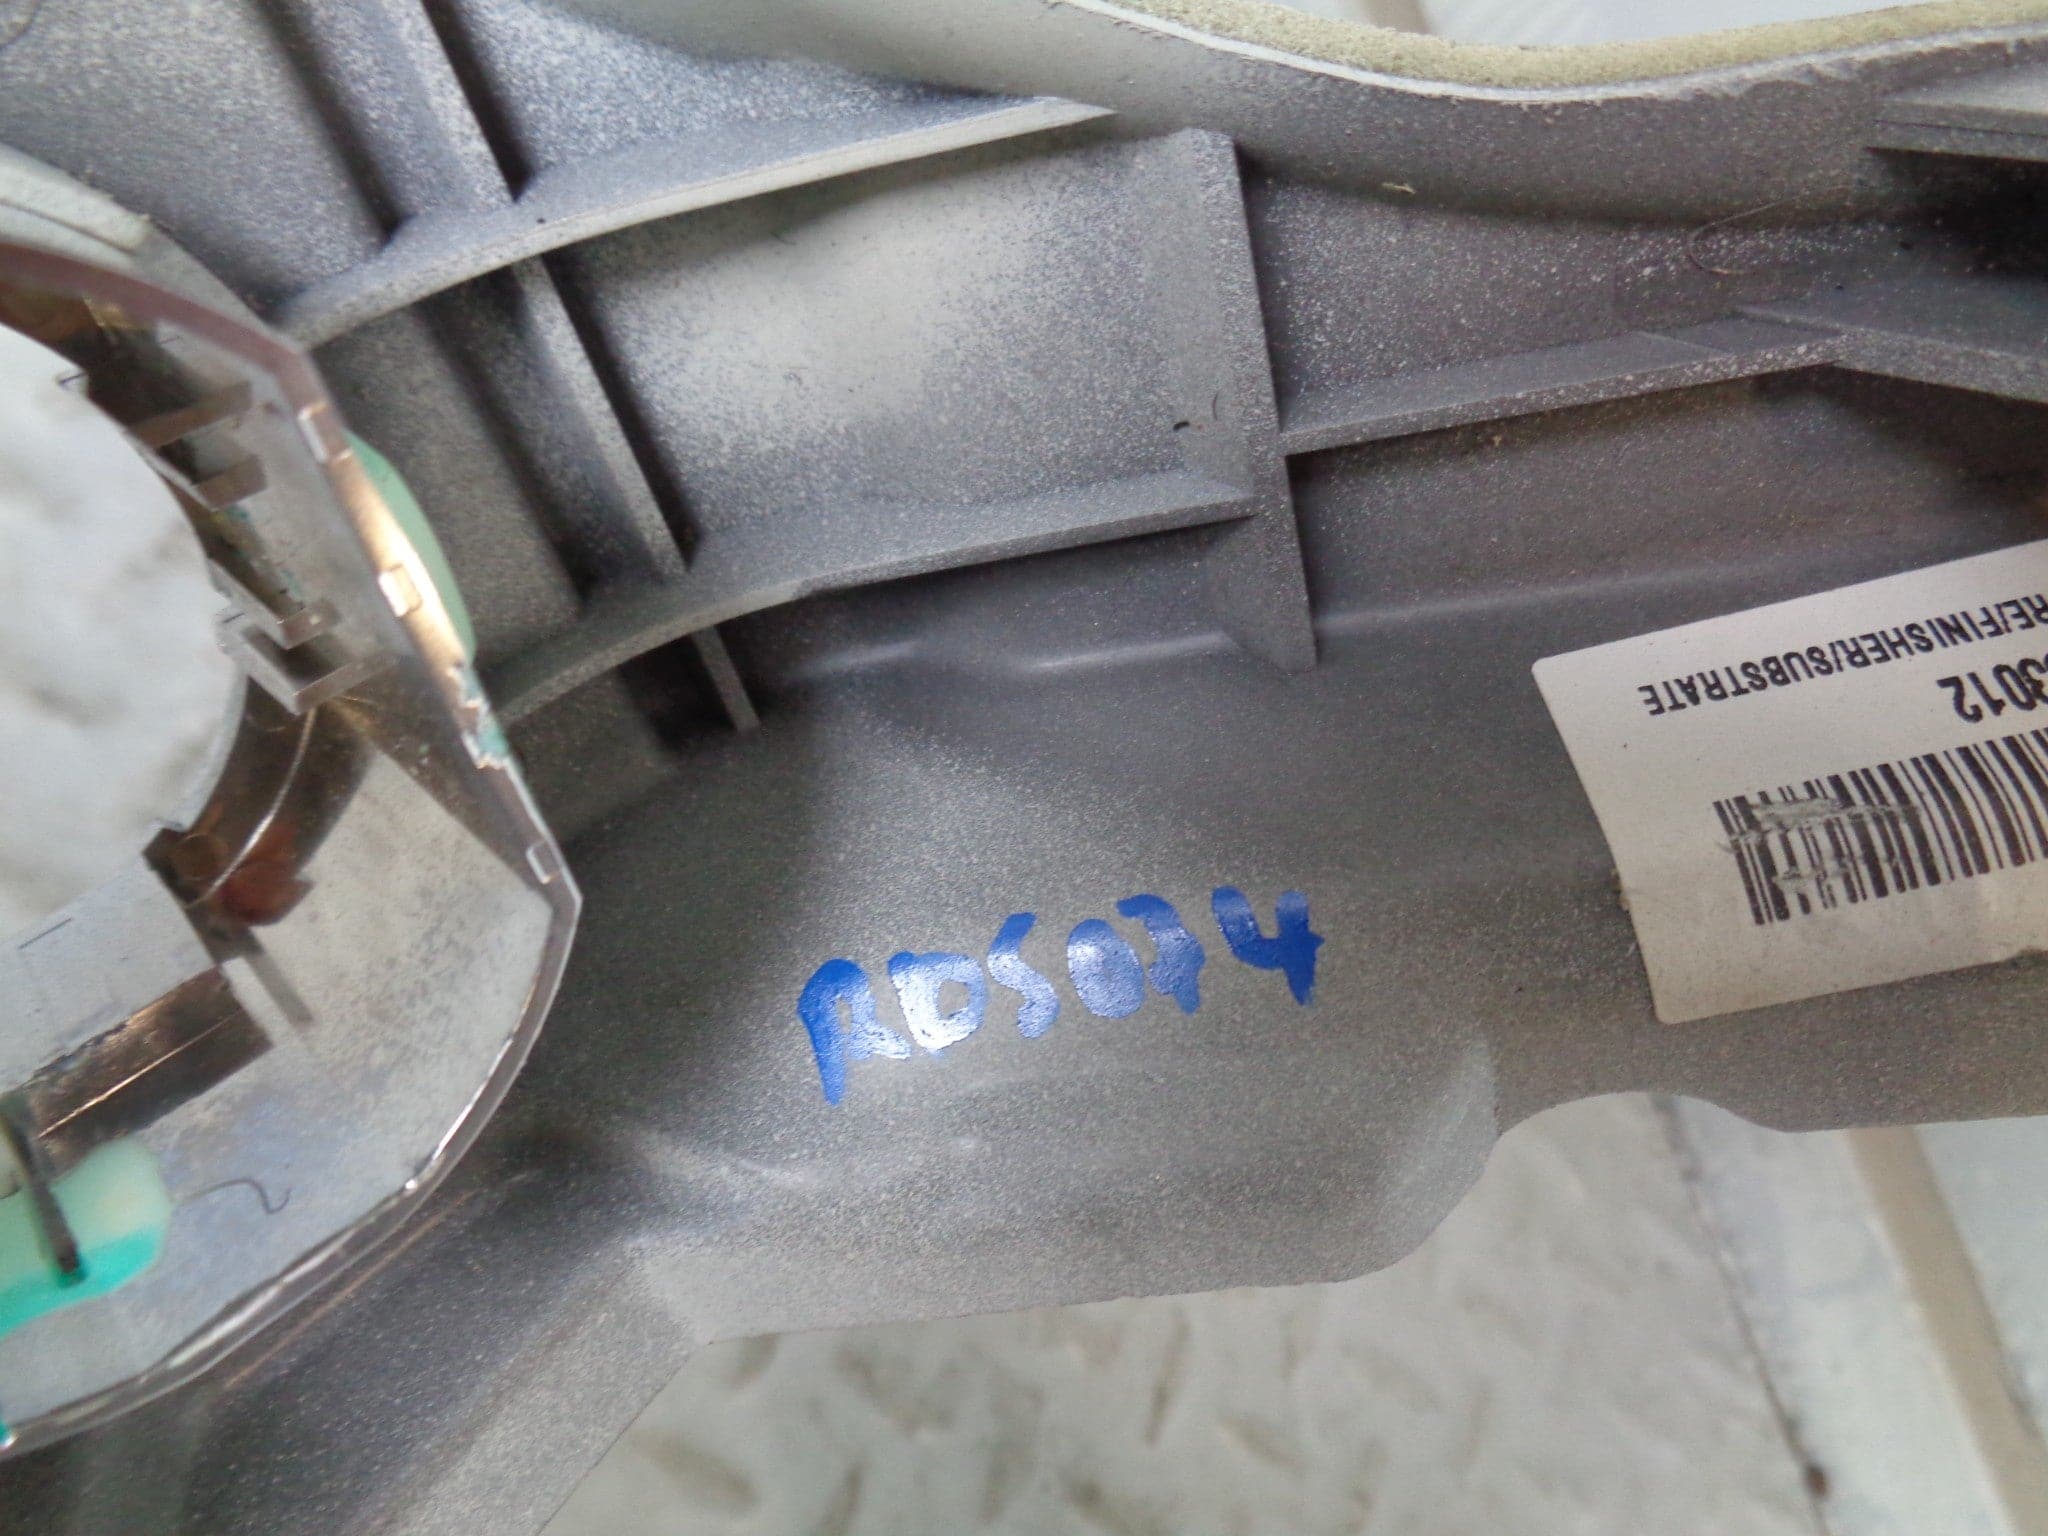 RDS074
RE/FINISHER/SUBSTRATE
3012